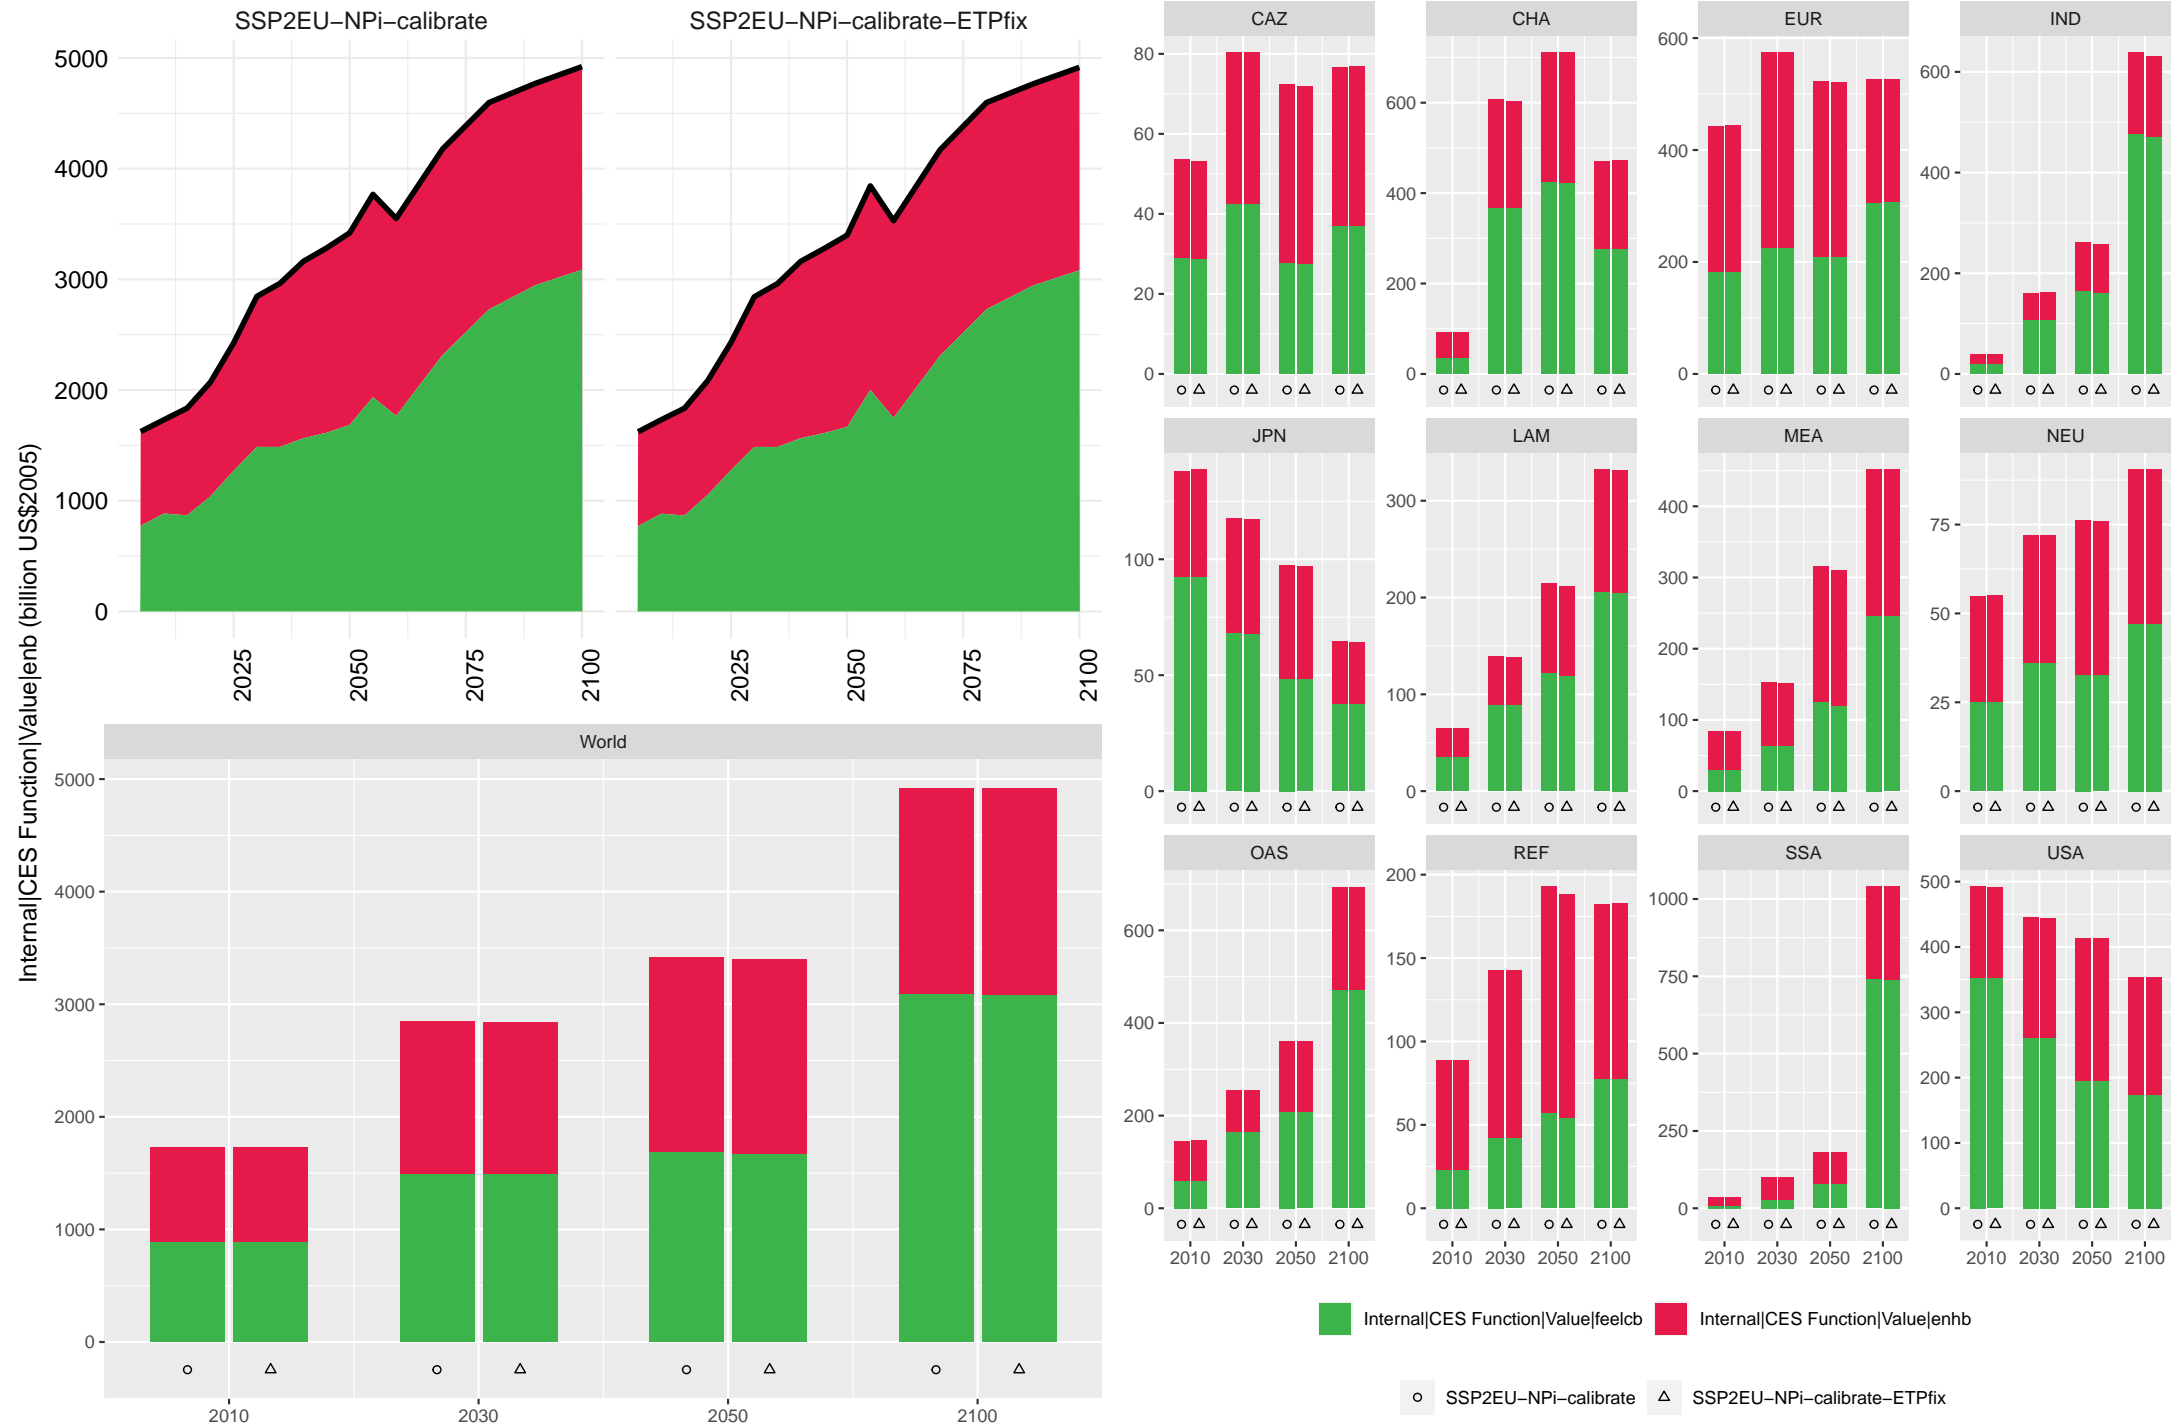 Internal|CES Function|Value|enb (billion US$2005)
SSP2EU−NPi−calibrate
SSP2EU−NPi−calibrate−ETPfix
5000
4000
3000
2000
1000
0
2025 2050 2075 2100
2025 2050 2075 2100
World
5000
4000
3000
2000
1000
0
2010 2030 2050 2100
CAZ
80
60
40
20
0
CHA
600
400
200
0
EUR
600
400
200
0
IND
600
400
200
0
JPN
100
50
0
LAM
300
200
100
0
MEA
400
300
200
100
0
NEU
75
50
25
0
OAS
600
400
200
0
2010 2030 2050 2100
REF
200
150
100
50
0
2010 2030 2050 2100
SSA
1000
750
500
250
0
2010 2030 2050 2100
USA
500
400
300
200
100
0
2010 2030 2050 2100
Internal|CES Function|Value|feelcb
Internal|CES Function|Value|enhb
SSP2EU−NPi−calibrate
SSP2EU−NPi−calibrate−ETPfix